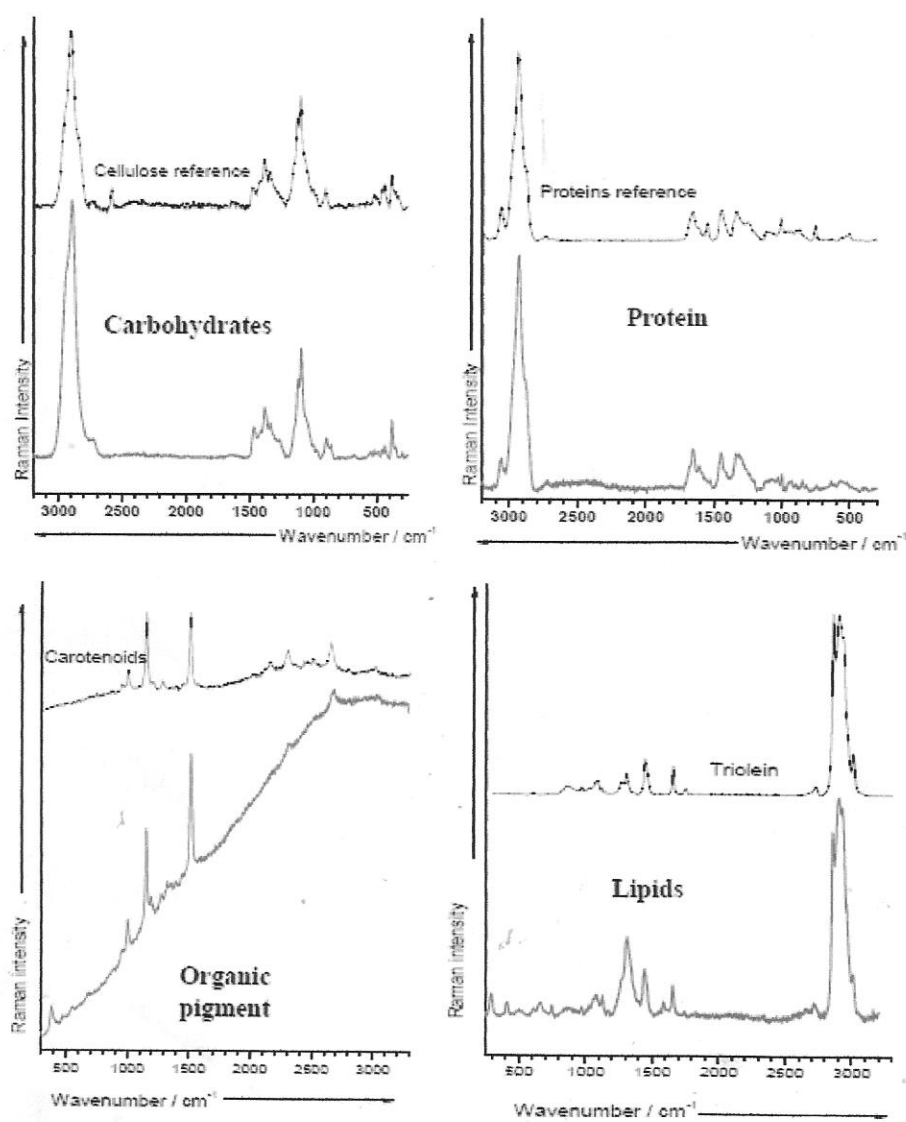 Cellulose reference
Carbohydrates
Raman Intensity
3000 2500 2000 1500 1000 500
Wavenumber / cm⁻¹
Proteins reference
Protein
Raman Intensity
3000 2500 2000 1500 1000 500
Wavenumber / cm⁻¹
Carotenoids
Organic
pigment
Raman intensity
500 1000 1500 2000 2500 3000
Wavenumber / cm⁻¹
Triolein
Lipids
Raman intensity
500 1000 1500 2000 2500 3000
Wavenumber / cm⁻¹